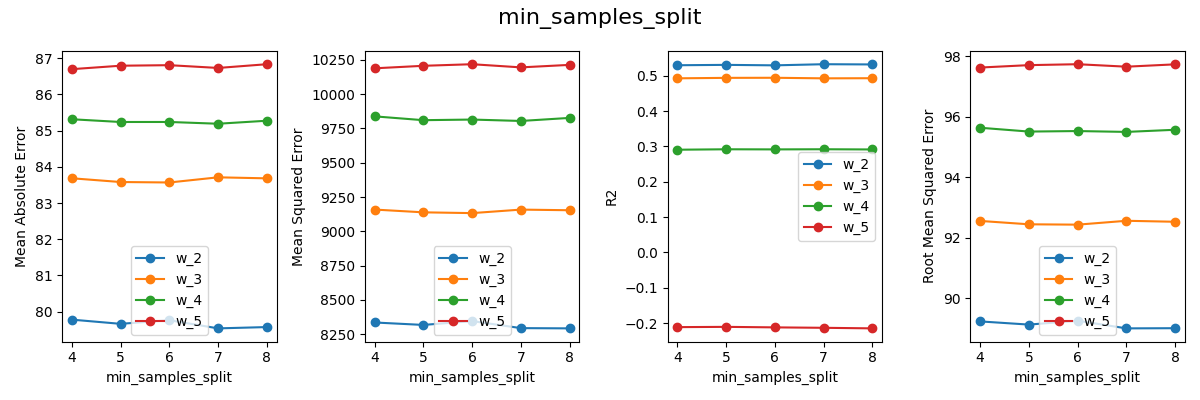 min_samples_split
Mean Absolute Error
87
86
85
84
83
82
81
80
4 5 6 7 8
min_samples_split
w_2
w_3
w_4
w_5
Mean Squared Error
10250
10000
9750
9500
9250
9000
8750
8500
8250
4 5 6 7 8
min_samples_split
w_2
w_3
w_4
w_5
R2
0.5
0.4
0.3
0.2
0.1
0.0
−0.1
−0.2
4 5 6 7 8
min_samples_split
w_2
w_3
w_4
w_5
Root Mean Squared Error
98
96
94
92
90
4 5 6 7 8
min_samples_split
w_2
w_3
w_4
w_5